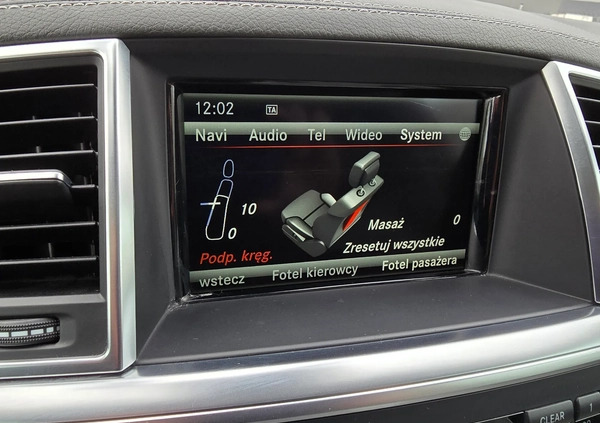 12:02 TA
Navi Audio Tel Wideo System
10
0
Masaż 0
Podp. kręg. Zresetuj wszystkie
wstecz Fotel kierowcy Fotel pasażera
CLEAR 1